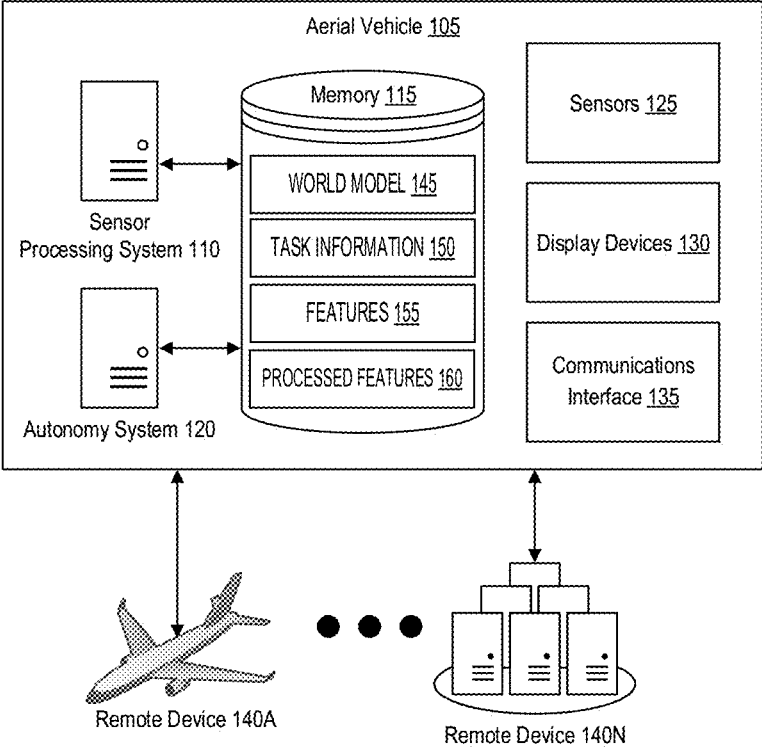 Aerial Vehicle 105
Memory 115
Sensors 125
WORLD MODEL 145
Sensor
Processing System 110
TASK INFORMATION 150
Display Devices 130
FEATURES 155
PROCESSED FEATURES 160
Communications
Interface 135
Autonomy System 120
Remote Device 140A
Remote Device 140N